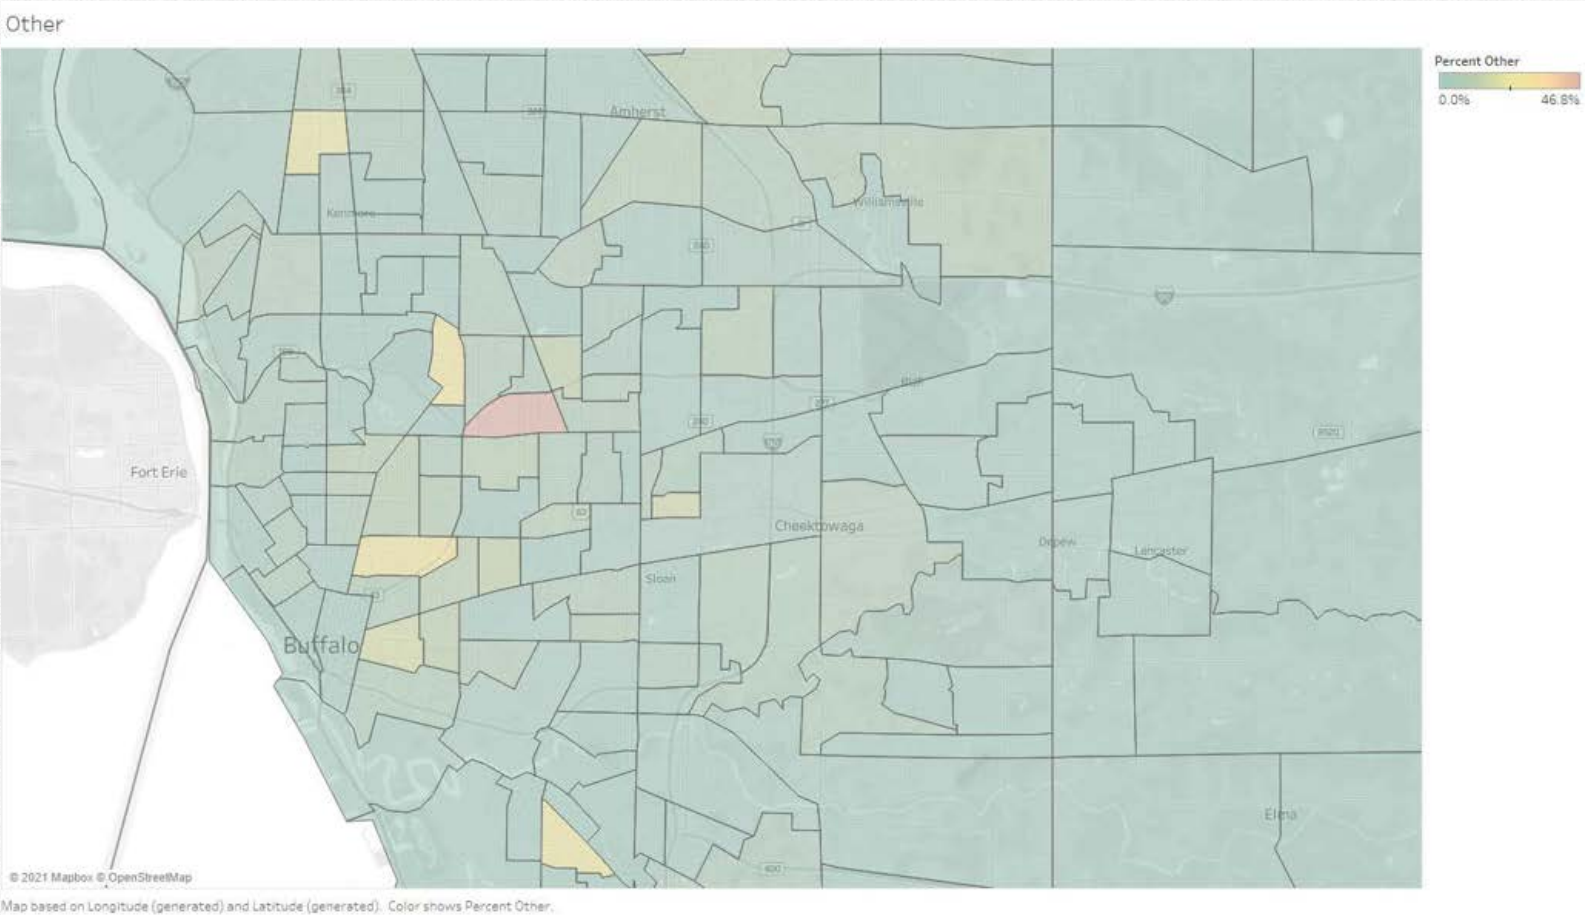 Other
Percent Other
0.0% 46.8%
Amherst
Kenmore
Williamsville
Fort Erie
Cheektowaga
Depew
Lancaster
Sloan
Buffalo
Elma
400
© 2021 Mapbox © OpenStreetMap
Map based on Longitude (generated) and Latitude (generated). Color shows Percent Other.